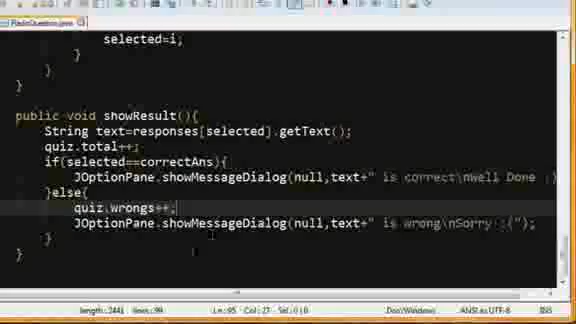 RadioQuestion.java
selected=i;
}
}
}
public void showResult(){
String text=responses[selected].getText();
quiz.total++;
if(selected==correctAns){
JOptionPane.showMessageDialog(null,text+" is correct\nWell Done :)
}else{
quiz.wrongs++;
JOptionPane.showMessageDialog(null,text+" is wrong\nSorry :(");
}
}
length: 2441 lines: 99 Ln: 95 Col: 27 Sel: 0 | 0 Dos\Windows ANSI as UTF-8 I